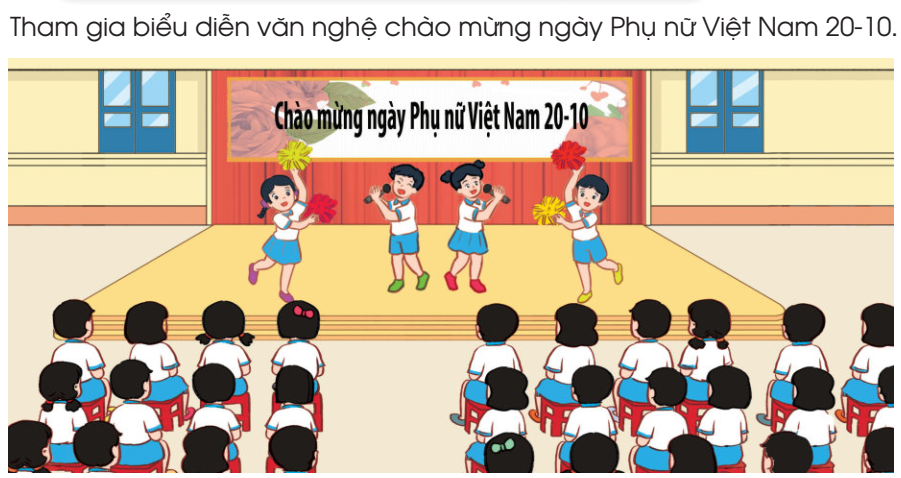 Tham gia biểu diễn văn nghệ chào mừng ngày Phụ nữ Việt Nam 20-10.
Chào mừng ngày Phụ nữ Việt Nam 20-10